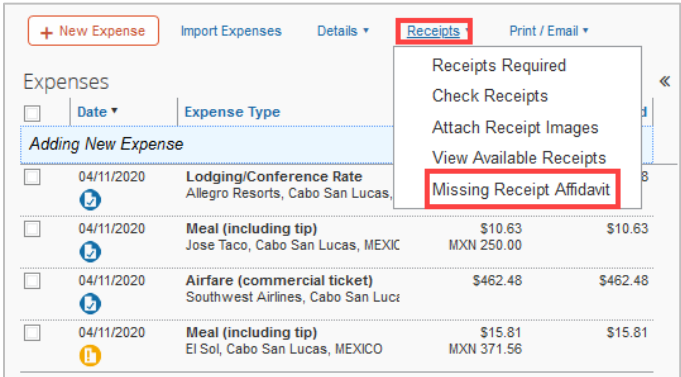 + New Expense Import Expenses Details ▾ Receipts Print / Email ▾
Receipts Required
Expenses «
Check Receipts
Date ▾ Expense Type
Attach Receipt Images
Adding New Expense
View Available Receipts
04/11/2020 Lodging/Conference Rate
Missing Receipt Affidavit
Allegro Resorts, Cabo San Lucas,
04/11/2020 Meal (including tip) $10.63 $10.63
Jose Taco, Cabo San Lucas, MEXIC MXN 250.00
04/11/2020 Airfare (commercial ticket) $462.48 $462.48
Southwest Airlines, Cabo San Luca
04/11/2020 Meal (including tip) $15.81 $15.81
El Sol, Cabo San Lucas, MEXICO MXN 371.56